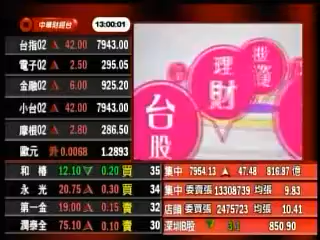 中華財經台 13:00:01
台指02 ▲ 42.00 7943.00
電子02 ▲ 2.50 295.05
金融02 ▲ 6.00 925.20
小台02 ▲ 42.00 7943.00
摩根02 ▲ 2.80 286.50
歐元 升 0.0068 1.2893
理財
台股
和 椿 12.10 ▽ 0.20 買 35
永 光 20.75 △ 0.30 買 34
第一金 19.00 △ 0.15 賣 32
潤泰全 75.10 △ 0.10 賣 30
集中 7954.13 ▲ 47.48 816.87億
集中 委賣張 13308739 均張 9.83
店頭 委買張 2475723 均張 10.41
深圳B股 ▼ 850.90